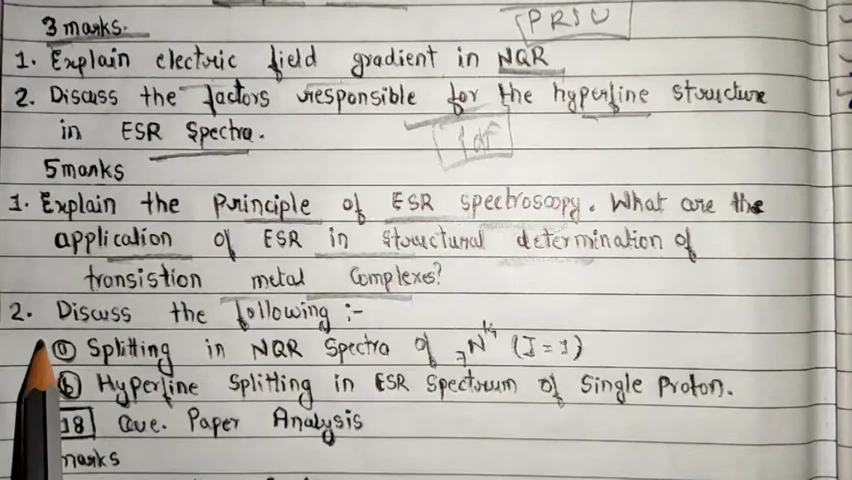 3 marks.
PRSU
1. Explain electric field gradient in NQR
2. Discuss the factors responsible for the hyperfine structure
in ESR Spectra.
5 marks
1. Explain the principle of ESR spectroscopy. What are the
application of ESR in structural determination of
transistion metal Complexes?
2. Discuss the following :-
(a) Splitting in NQR Spectra of 7N14 (I = 1)
(b) Hyperfine Splitting in ESR Spectrum of Single Proton.
18 Que. Paper Analysis
marks